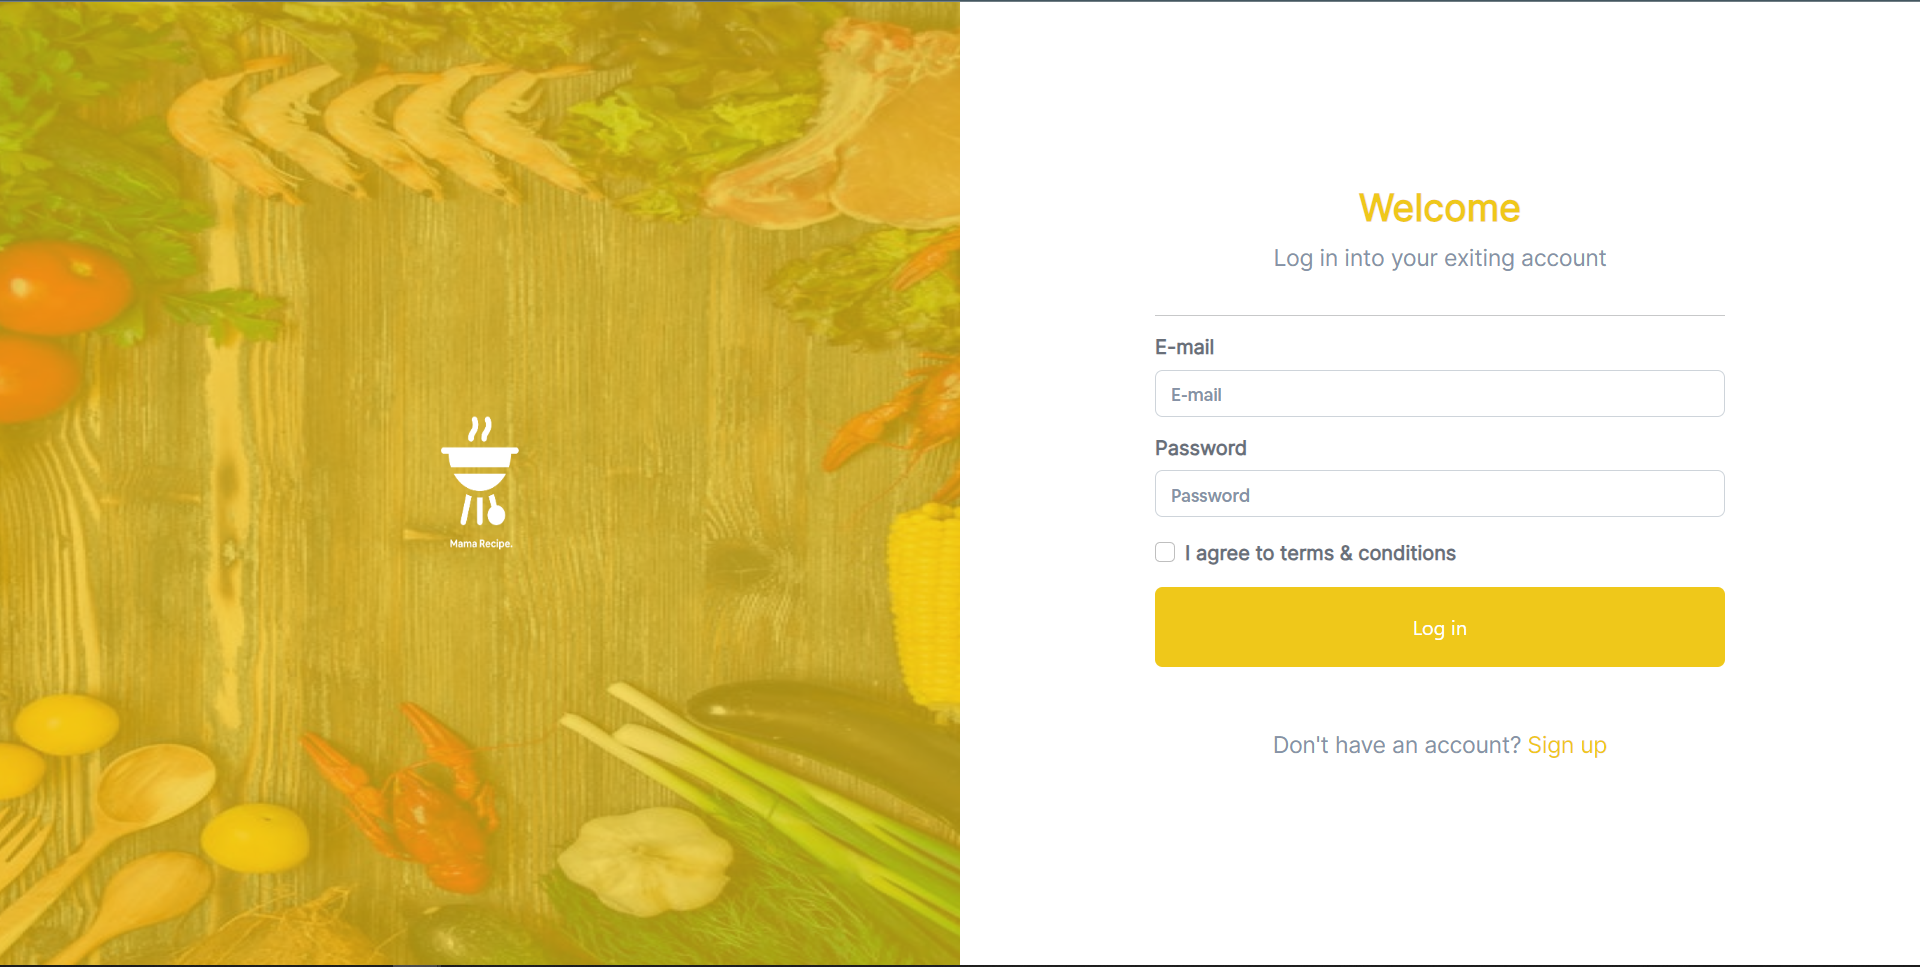 Mama Recipe.
Welcome
Log in into your exiting account
E-mail
E-mail
Password
Password
I agree to terms & conditions
Log in
Don't have an account? Sign up